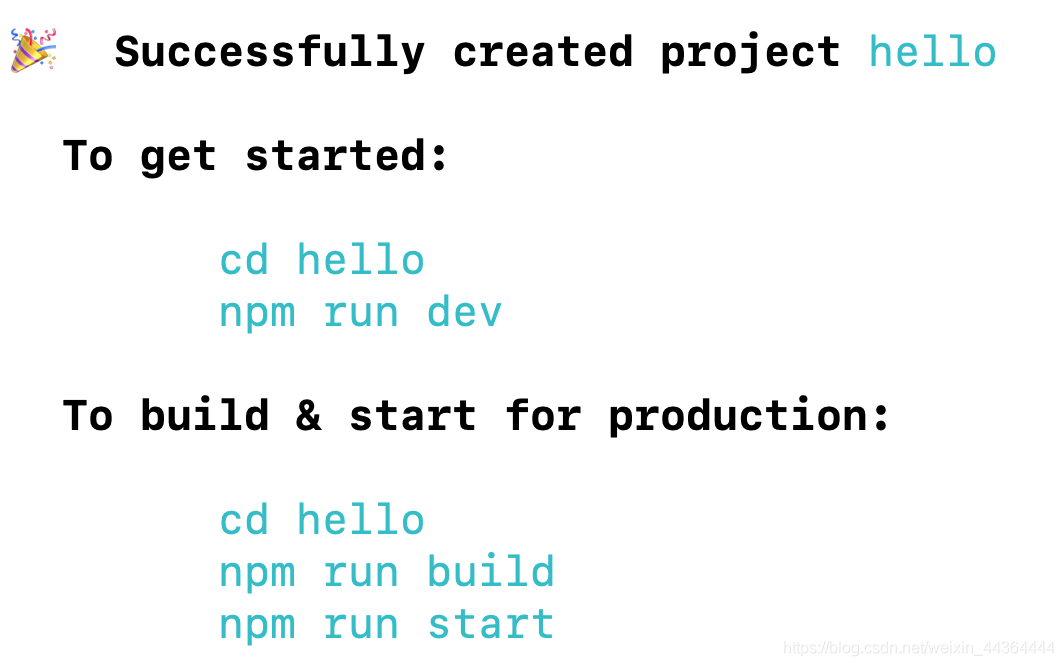 🎉 Successfully created project hello
To get started:
cd hello
npm run dev
To build & start for production:
cd hello
npm run build
npm run start
https://blog.csdn.net/weixin_44364444